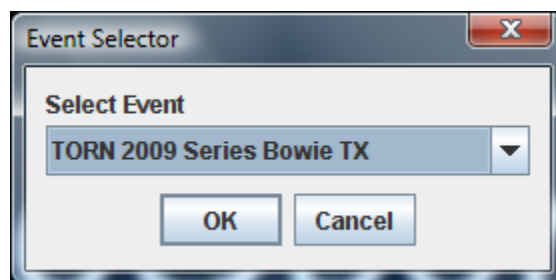 Event Selector
Select Event
TORN 2009 Series Bowie TX
OK Cancel